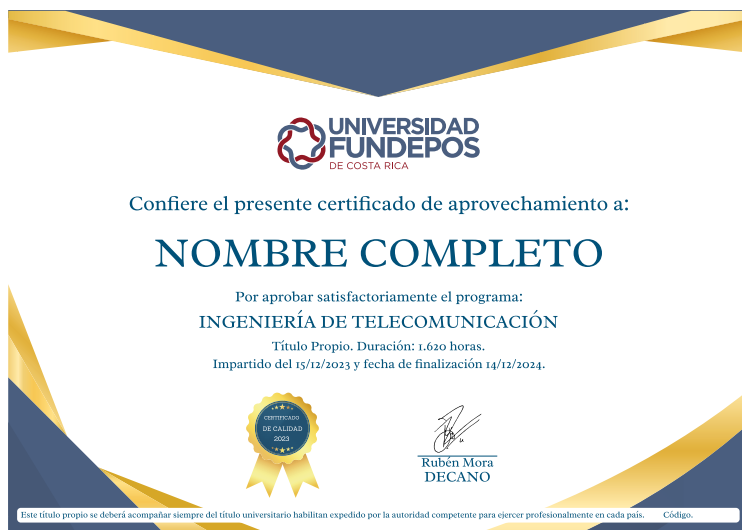 UNIVERSIDAD
FUNDEPOS
DE COSTA RICA
Confiere el presente certificado de aprovechamiento a:
NOMBRE COMPLETO
Por aprobar satisfactoriamente el programa:
INGENIERÍA DE TELECOMUNICACIÓN
Título Propio. Duración: 1.620 horas.
Impartido del 15/12/2023 y fecha de finalización 14/12/2024.
CERTIFICADO
DE CALIDAD
2023
Rubén Mora
DECANO
Este título propio se deberá acompañar siempre del título universitario habilitan expedido por la autoridad competente para ejercer profesionalmente en cada país. Código.